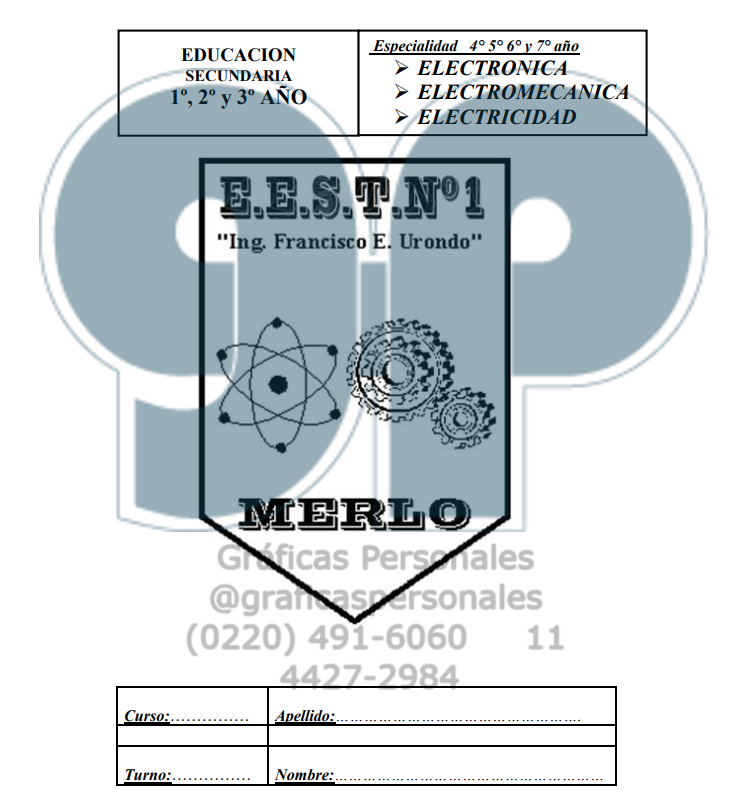 EDUCACION
SECUNDARIA
1º, 2º y 3º AÑO
Especialidad 4° 5° 6° y 7° año
➢ ELECTRONICA
➢ ELECTROMECANICA
➢ ELECTRICIDAD
E.E.S.T.Nº1
"Ing. Francisco E. Urondo"
MERLO
Gráficas Personales
@graficaspersonales
(0220) 491-6060 11
4427-2984
Curso:……………
Apellido:…………………………………………….
Turno:……………
Nombre:…………………………………………………